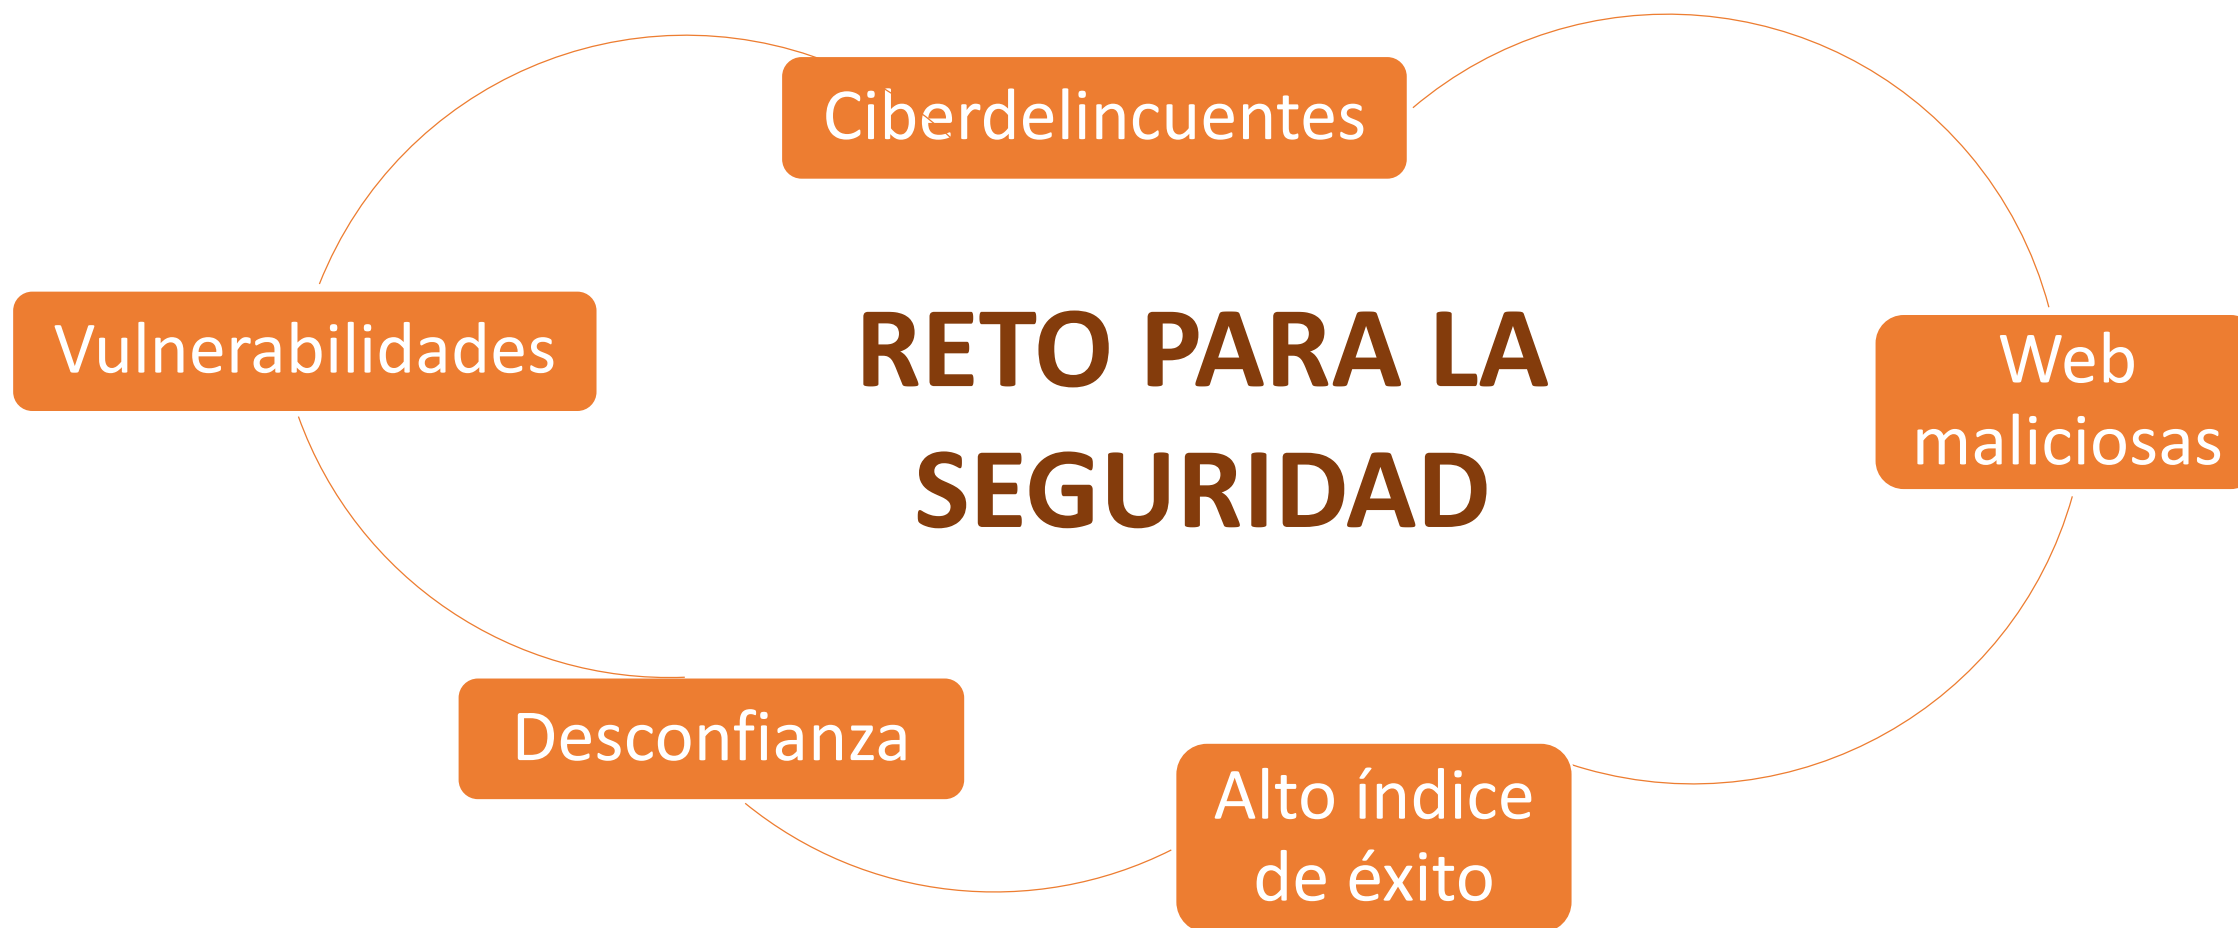 Ciberdelincuentes
Vulnerabilidades
RETO PARA LA
SEGURIDAD
Web
maliciosas
Desconfianza
Alto índice
de éxito